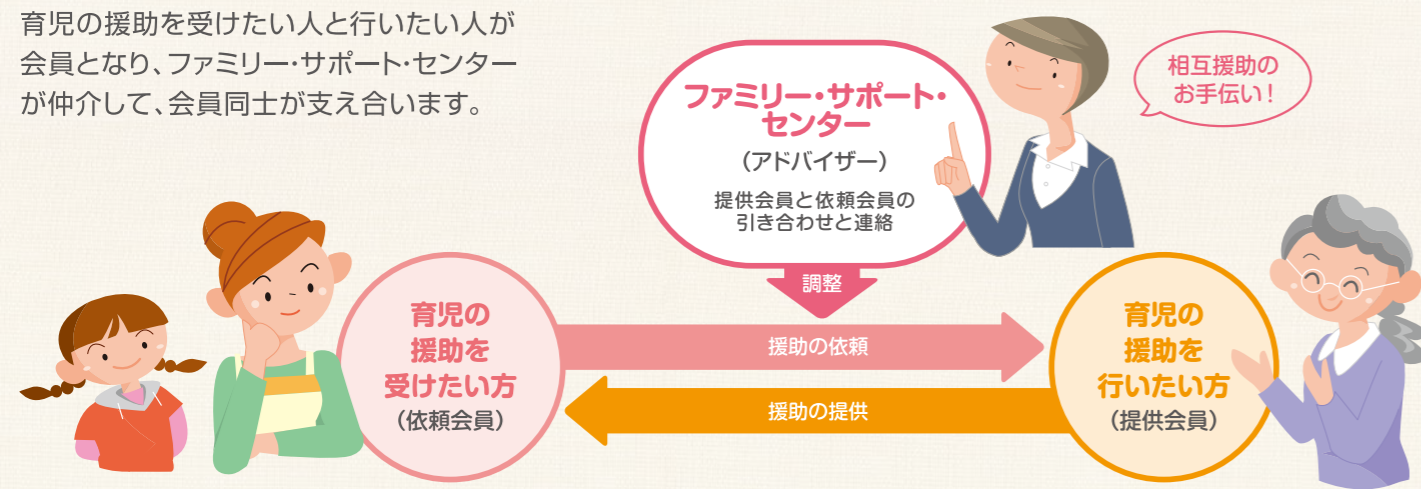 育児の援助を受けたい人と行いたい人が
会員となり、ファミリー・サポート・センター
が仲介して、会員同士が支え合います。
ファミリー・サポート・
センター
（アドバイザー）
提供会員と依頼会員の
引き合わせと連絡
相互援助の
お手伝い！
調整
育児の
援助を
受けたい方
（依頼会員）
援助の依頼
援助の提供
育児の
援助を
行いたい方
（提供会員）